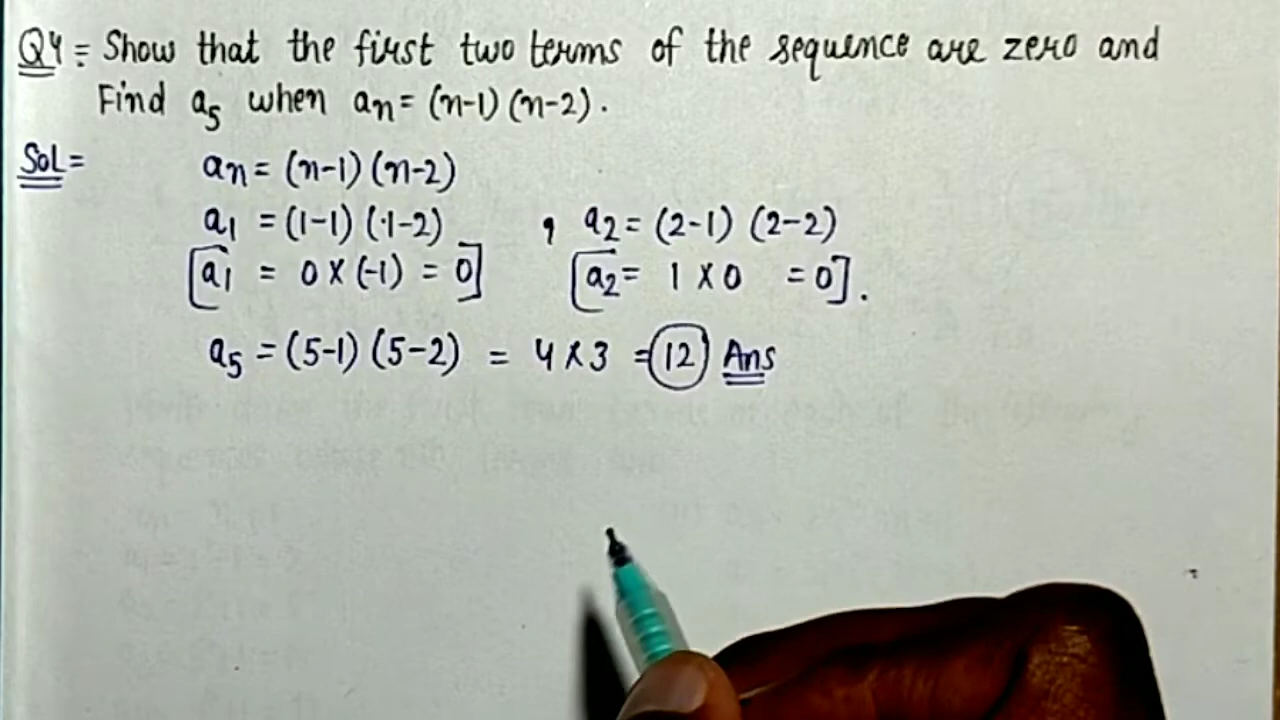 Q4 = Show that the first two terms of the sequence are zero and
Find a₅ when aₙ = (n-1) (n-2).
Sol = aₙ = (n-1) (n-2)
a₁ = (1-1) (1-2) , a₂ = (2-1) (2-2)
[a₁ = 0 × (-1) = 0] [a₂ = 1 × 0 = 0].
a₅ = (5-1) (5-2) = 4 × 3 = 12 Ans